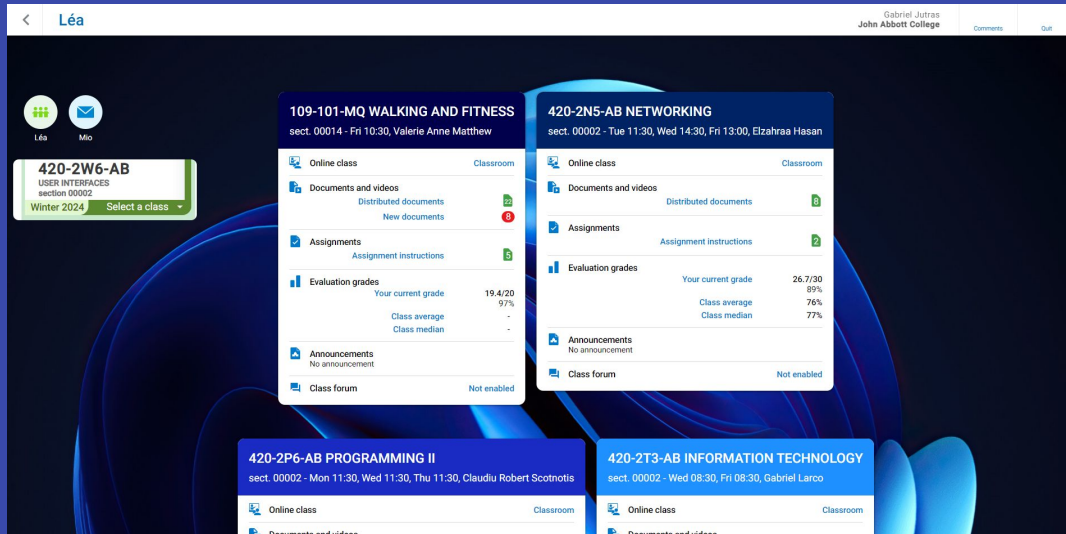 Léa
Gabriel Jutras
John Abbott College
Comments
Quit
Léa
Mio
420-2W6-AB
USER INTERFACES
section 00002
Winter 2024
Select a class
109-101-MQ WALKING AND FITNESS
sect. 00014 - Fri 10:30, Valerie Anne
Matthew
Online class
Classroom
Documents and videos
Distributed documents 22
New documents 8
Assignments
Assignment instructions 5
Evaluation grades
Your current grade 19.4/20
97%
Class average -
Class median -
Announcements
No announcement
Class forum
Not enabled
420-2N5-AB NETWORKING
sect. 00002 - Tue 11:30, Wed 14:30, Fri 13:00, Elzahraa Hasan
Online class
Classroom
Documents and videos
Distributed documents 8
Assignments
Assignment instructions 2
Evaluation grades
Your current grade 26.7/30
89%
Class average 76%
Class median 77%
Announcements
No announcement
Class forum
Not enabled
420-2P6-AB PROGRAMMING II
sect. 00002 - Mon 11:30, Wed 11:30, Thu 11:30, Claudiu Robert Scotnotis
Online class
Classroom
Documents and videos
420-2T3-AB INFORMATION TECHNOLOGY
sect. 00002 - Wed 08:30, Fri 08:30, Gabriel Larco
Online class
Classroom
Documents and videos